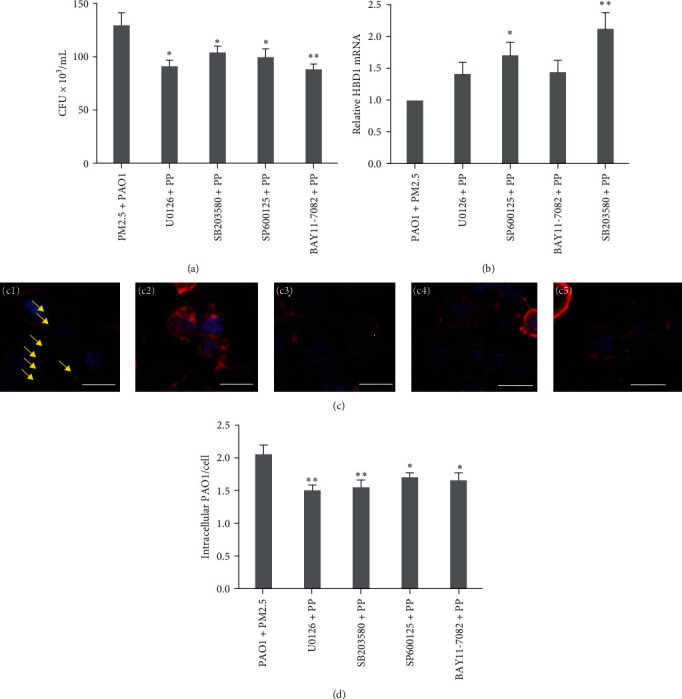 150
100
50
0
CFU × 10³/mL
*
*
*
**
PM2.5 + PAO1
U0126 + PP
SB203580 + PP
SP600125 + PP
BAY11-7082 + PP
(a)
2.5
2.0
1.5
1.0
0.5
0.0
Relative HBD1 mRNA
*
**
PAO1 + PM2.5
U0126 + PP
SP600125 + PP
BAY11-7082 + PP
SB203580 + PP
(b)
(c1)
(c2)
(c3)
(c4)
(c5)
(c)
2.5
2.0
1.5
1.0
0.5
0.0
Intracellular PAO1/cell
**
**
*
*
PAO1 + PM2.5
U0126 + PP
SB203580 + PP
SP600125 + PP
BAY11-7082 + PP
(d)